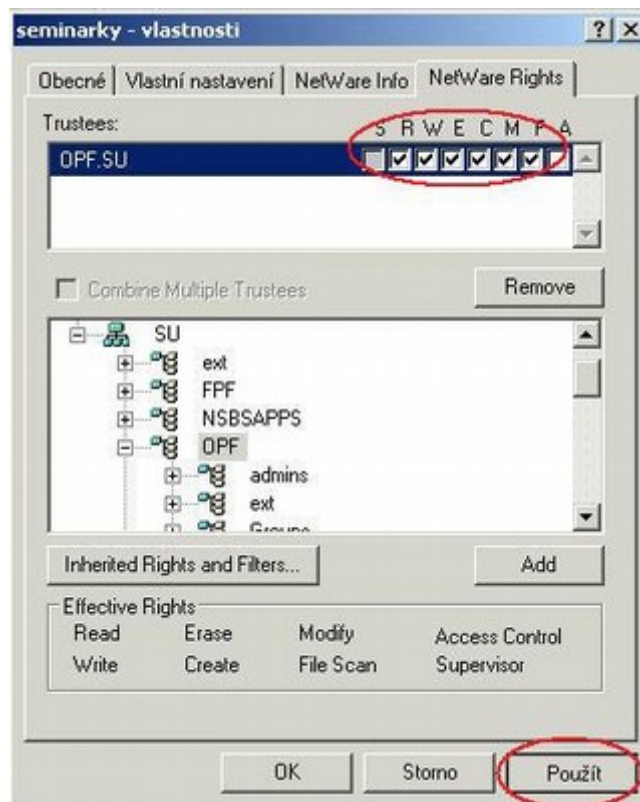 seminarky - vlastnosti
Obecné Vlastní nastavení NetWare Info NetWare Rights
Trustees: S R W E C M F A
OPF.SU
Combine Multiple Trustees Remove
SU
ext
FPF
NSBSAPPS
OPF
admins
ext
Groups
Inherited Rights and Filters... Add
Effective Rights
Read Erase Modify Access Control
Write Create File Scan Supervisor
OK Storno Použít